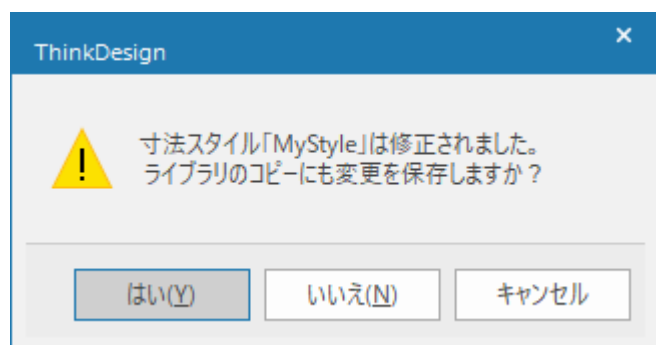 ThinkDesign
寸法スタイル「MyStyle」は修正されました。
ライブラリのコピーにも変更を保存しますか？
はい(Y)
いいえ(N)
キャンセル